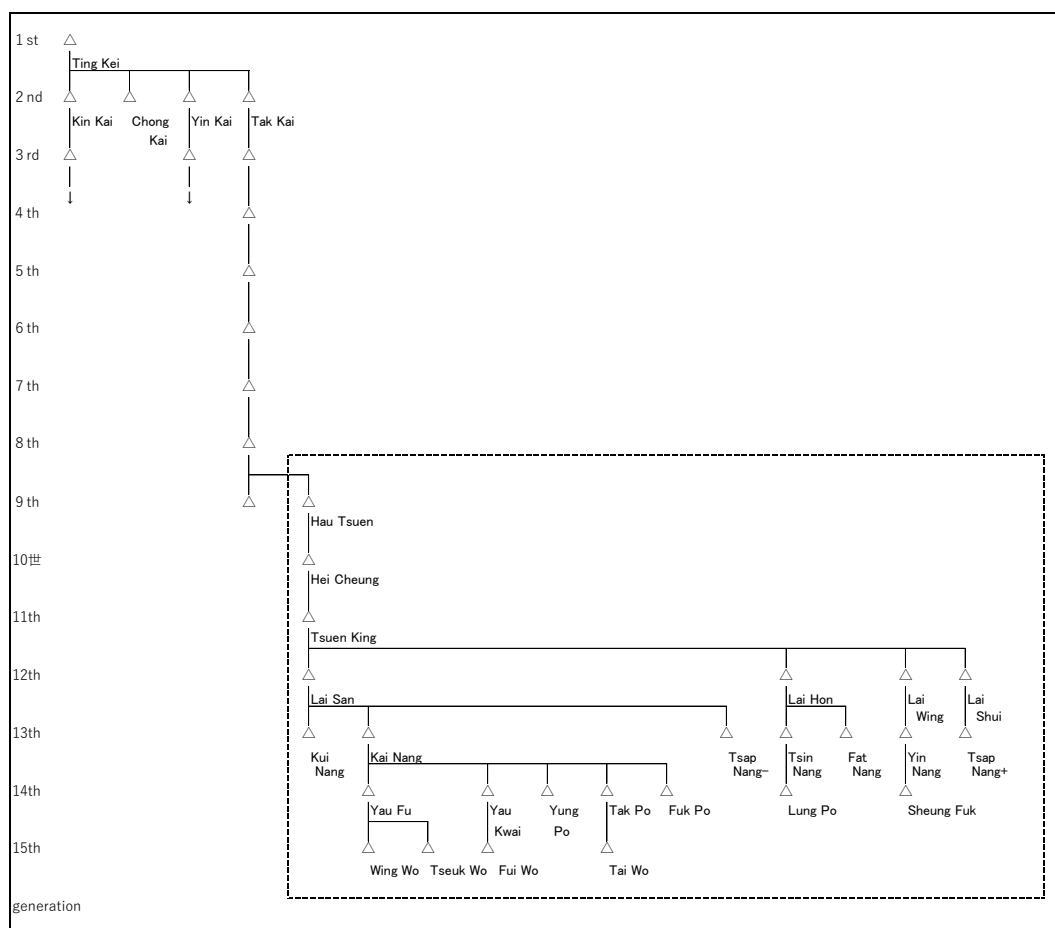 1 st
Ting Kei
2 nd
Kin Kai Chong Yin Kai Tak Kai
Kai
3 rd
↓ ↓
4 th
5 th
6 th
7 th
8 th
9 th
Hau Tsuen
10世
Hei Cheung
11th
Tsuen King
12th
Lai San Lai Hon Lai Lai
Wing Shui
13th
Kui Kai Nang Tsap Tsin Fat Yin Tsap
Nang Nang− Nang Nang Nang Nang+
14th
Yau Fu Yau Yung Tak Po Fuk Po Lung Po Sheung Fuk
Kwai Po
15th
Wing Wo Tseuk Wo Fui Wo Tai Wo
generation